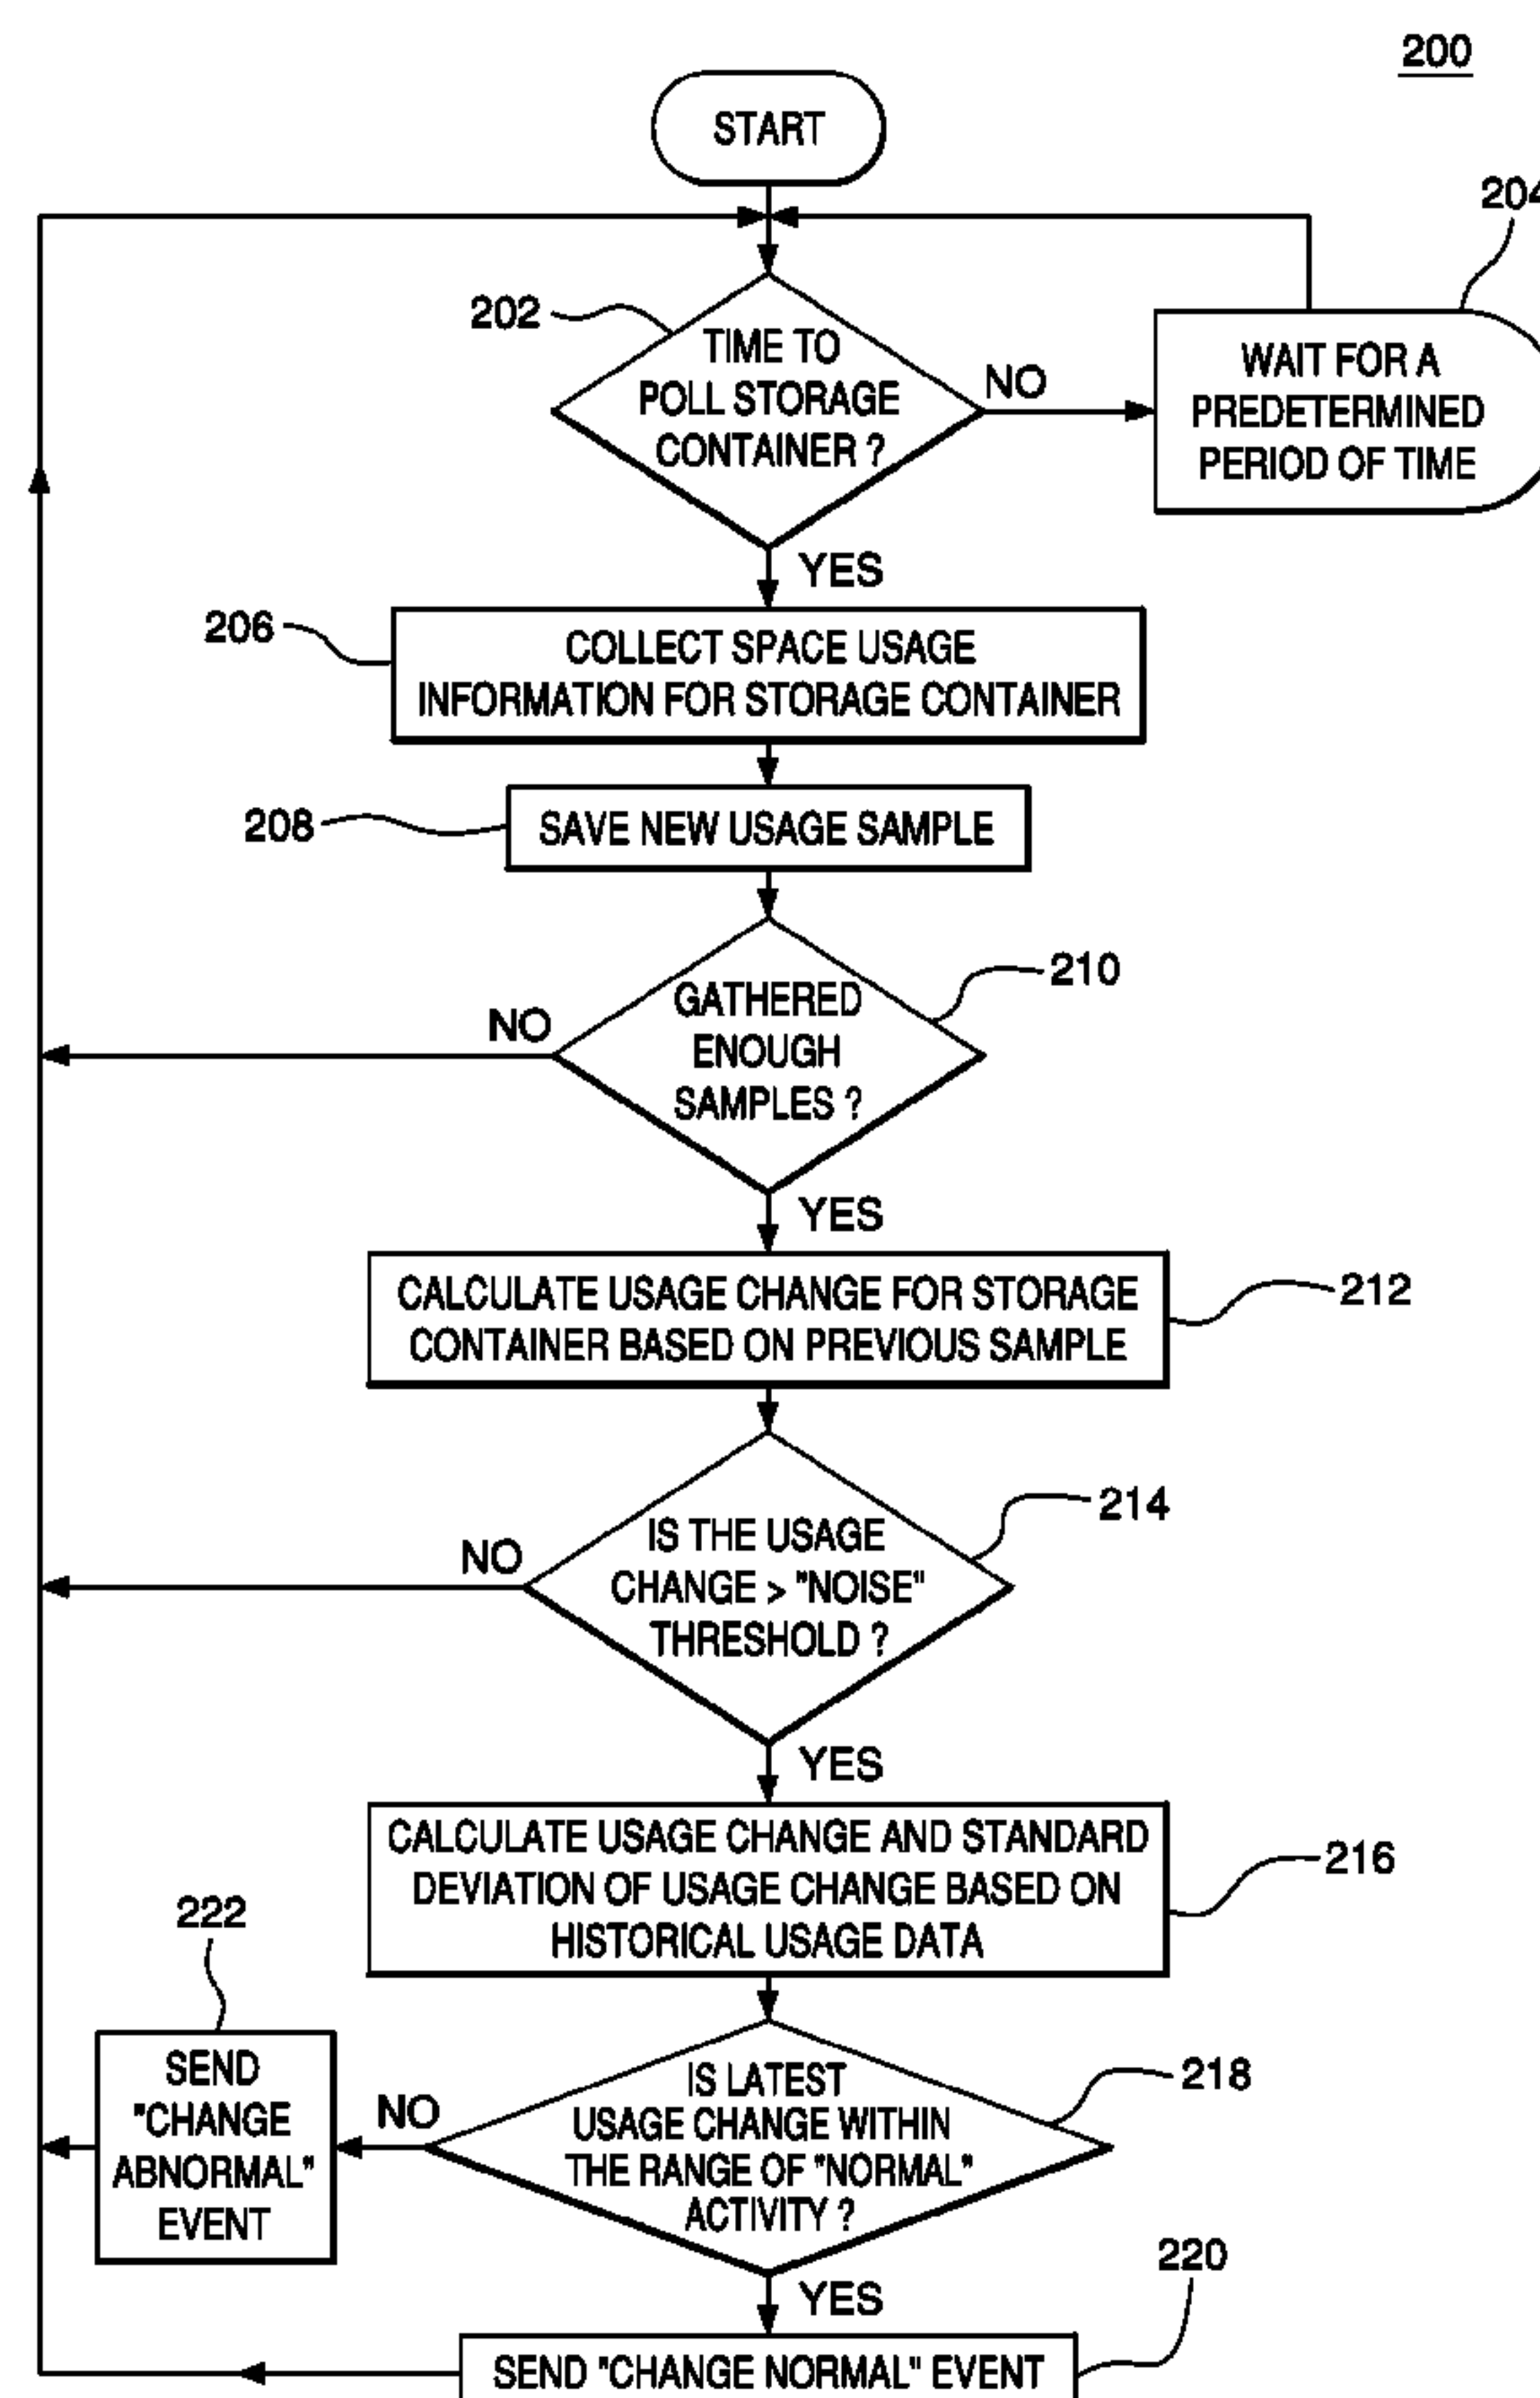 200
START
204
202
TIME TO
POLL STORAGE
CONTAINER ?
NO
WAIT FOR A
PREDETERMINED
PERIOD OF TIME
YES
206
COLLECT SPACE USAGE
INFORMATION FOR STORAGE CONTAINER
208
SAVE NEW USAGE SAMPLE
210
GATHERED
ENOUGH
SAMPLES ?
NO
YES
CALCULATE USAGE CHANGE FOR STORAGE
CONTAINER BASED ON PREVIOUS SAMPLE
212
214
IS THE USAGE
CHANGE > "NOISE"
THRESHOLD ?
NO
YES
CALCULATE USAGE CHANGE AND STANDARD
DEVIATION OF USAGE CHANGE BASED ON
HISTORICAL USAGE DATA
216
222
SEND
"CHANGE
ABNORMAL"
EVENT
NO
IS LATEST
USAGE CHANGE WITHIN
THE RANGE OF "NORMAL"
ACTIVITY ?
218
YES
220
SEND "CHANGE NORMAL" EVENT